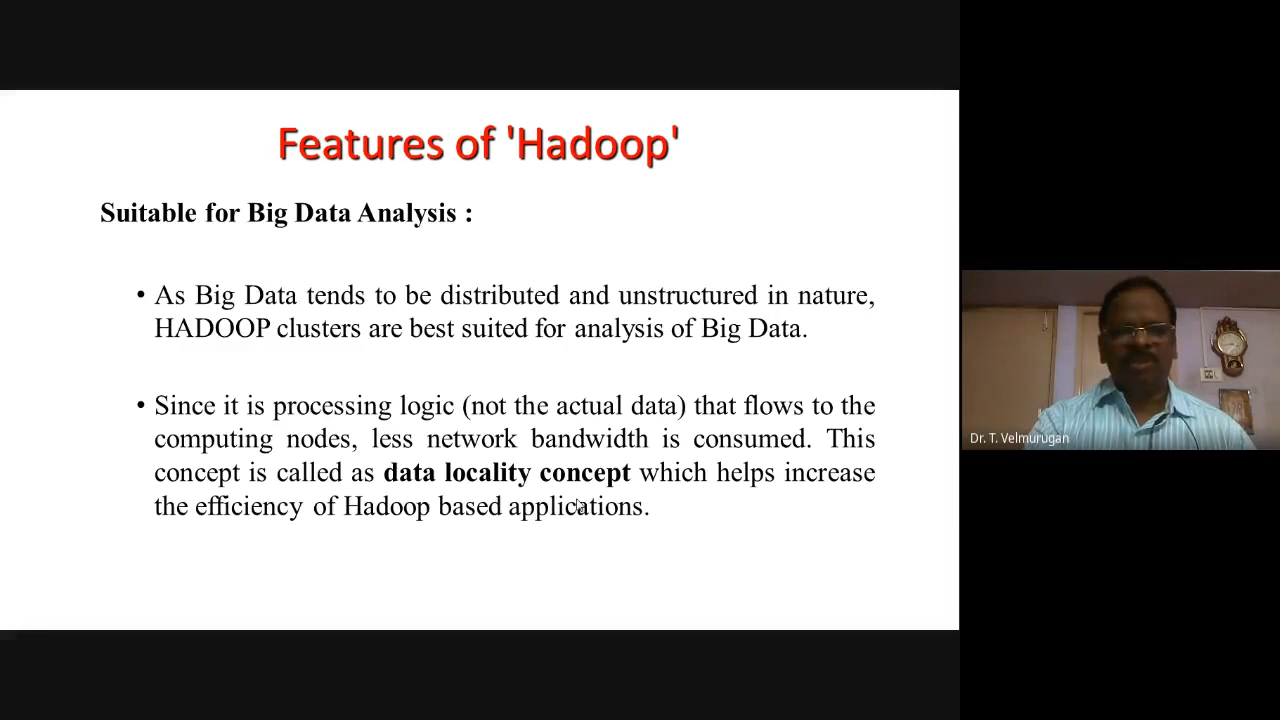 Features of 'Hadoop'
Suitable for Big Data Analysis :
• As Big Data tends to be distributed and unstructured in nature,
HADOOP clusters are best suited for analysis of Big Data.
• Since it is processing logic (not the actual data) that flows to the
computing nodes, less network bandwidth is consumed. This
concept is called as data locality concept which helps increase
the efficiency of Hadoop based applications.
Dr. T. Velmurugan